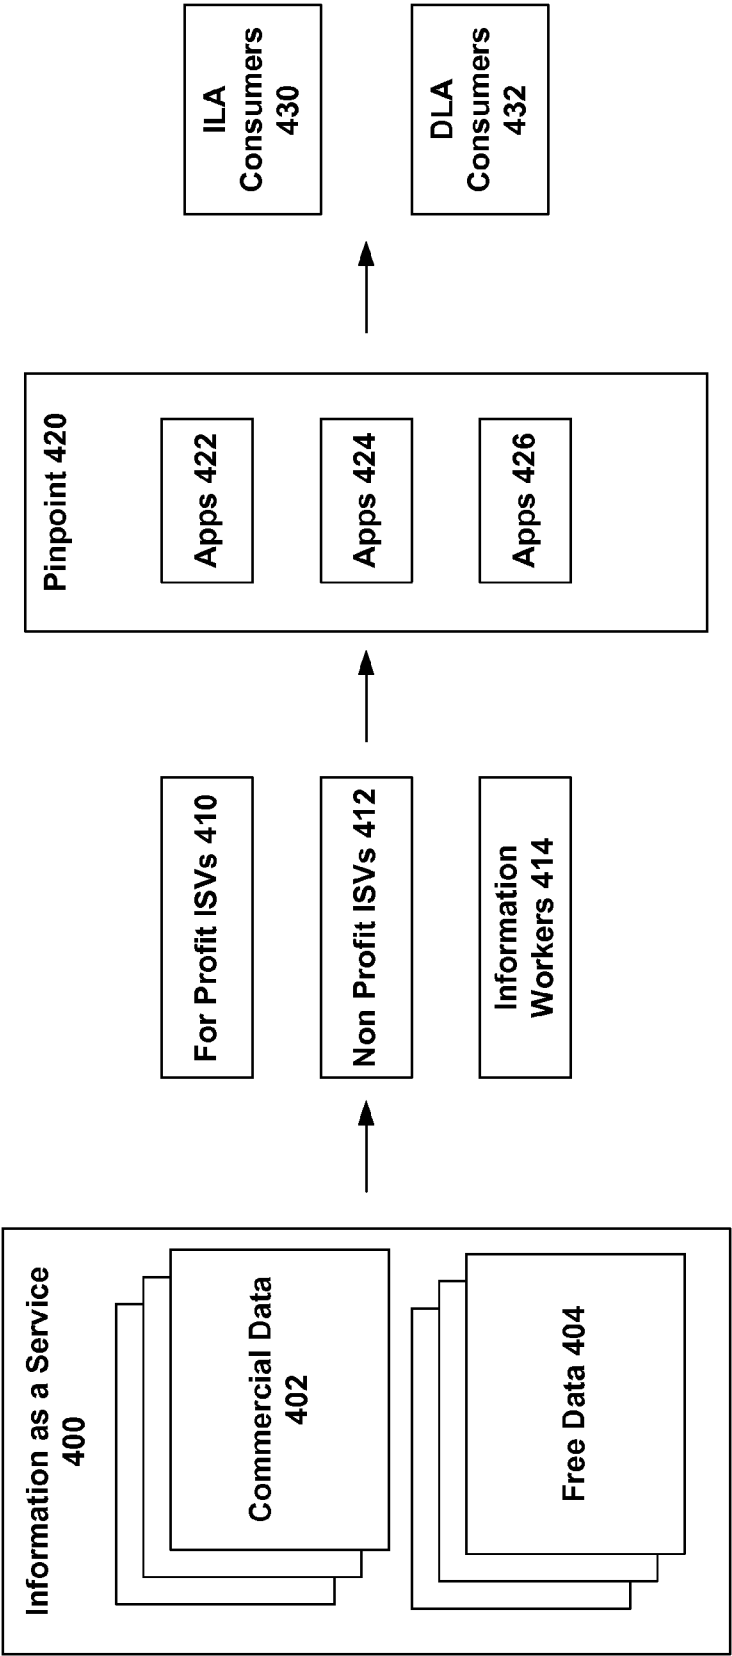 Information as a Service
400
Commercial Data
402
Free Data 404
For Profit ISVs 410
Non Profit ISVs 412
Information
Workers 414
Pinpoint 420
Apps 422
Apps 424
Apps 426
ILA
Consumers
430
DLA
Consumers
432